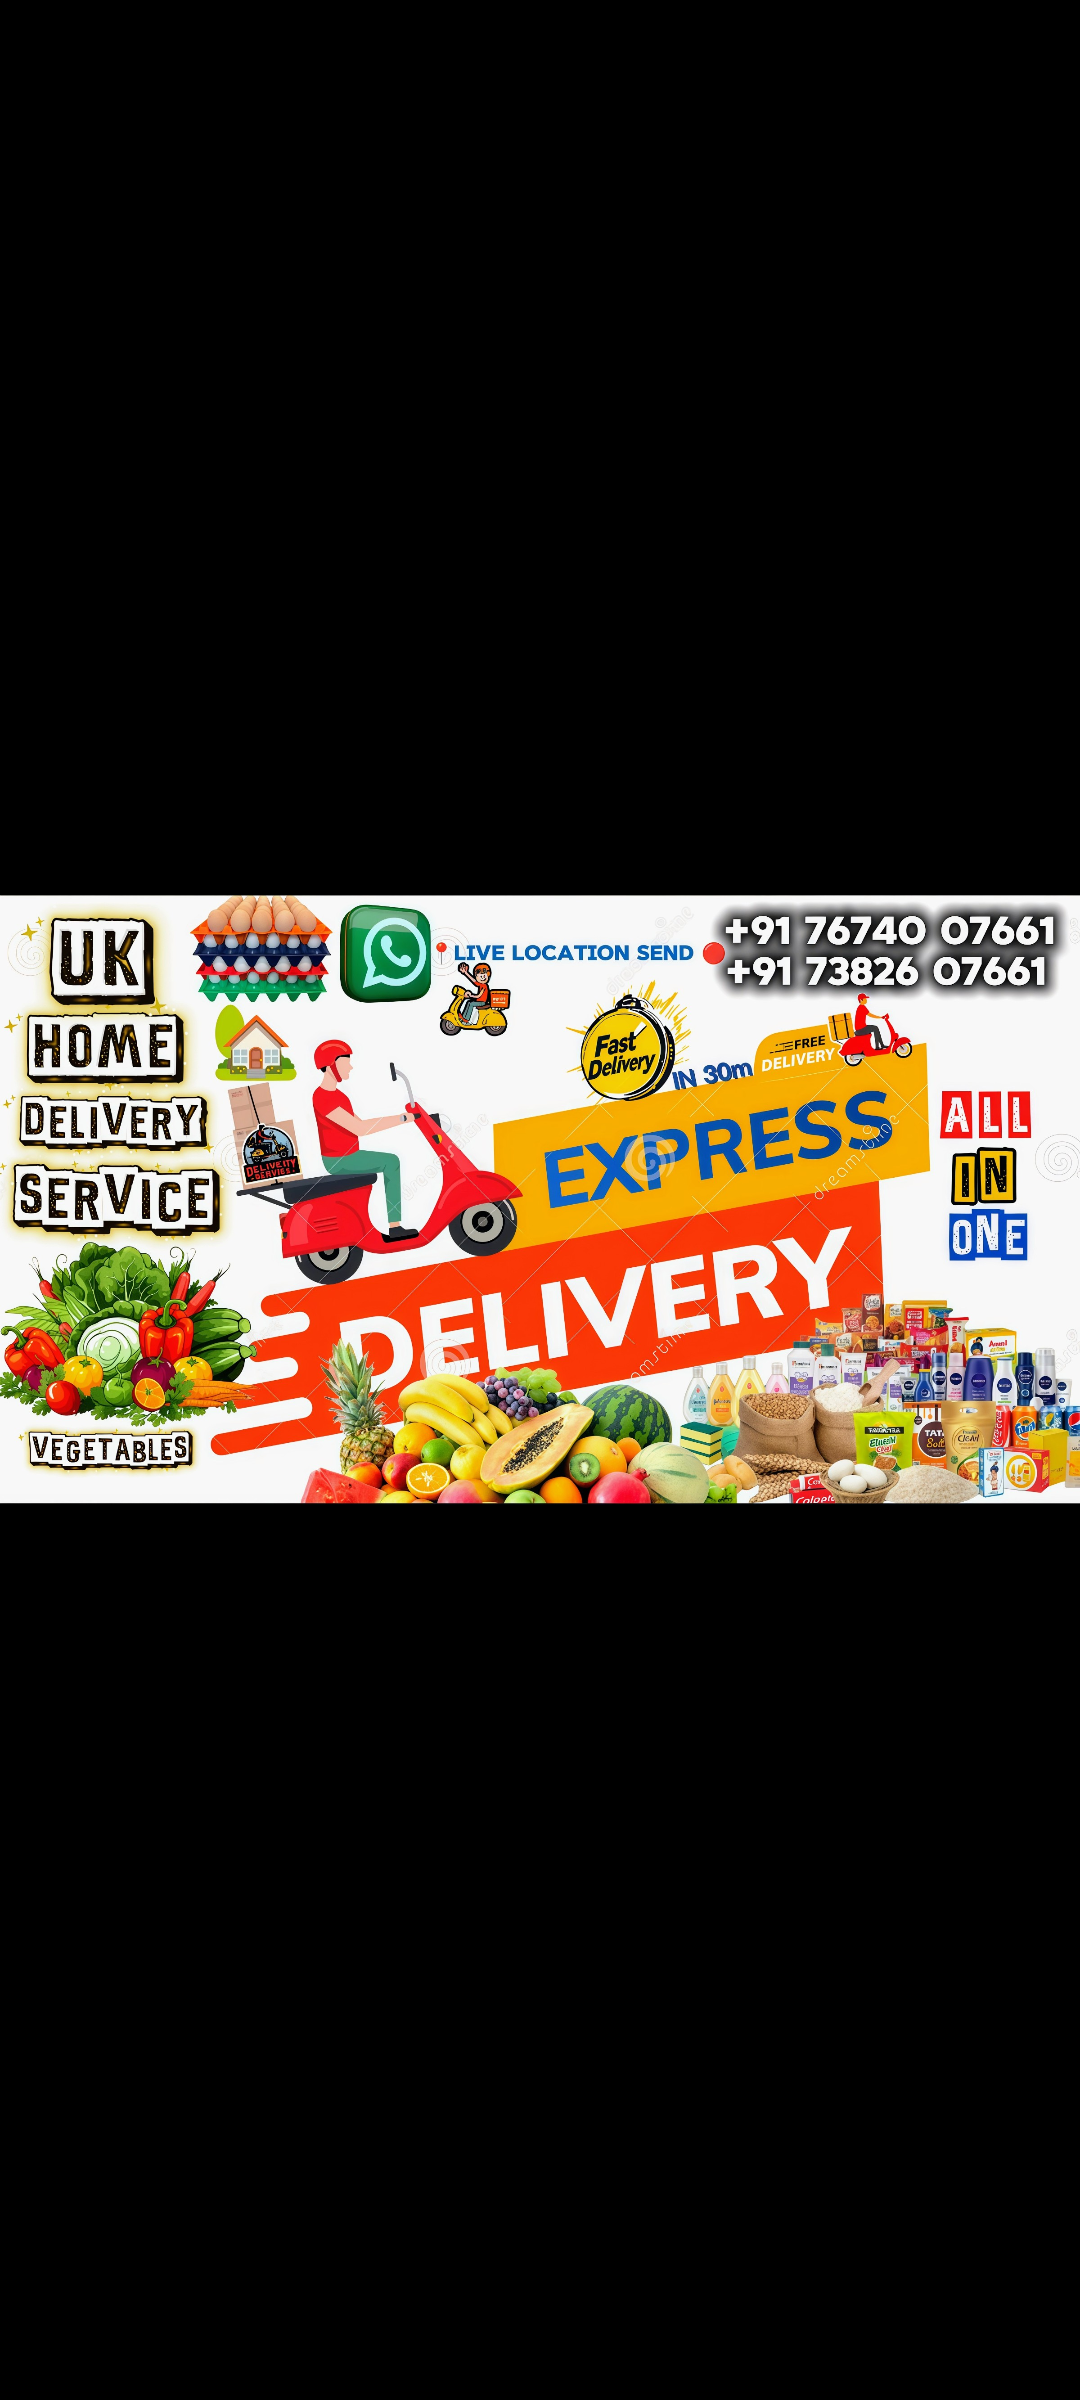 UK
HOME
DELIVERY
SERVICE
VEGETABLES
LIVE LOCATION SEND
+91 76740 07661
+91 73826 07661
Fast
Delivery
IN 30m
FREE
DELIVERY
EXPRESS
DELIVERY
ALL
IN
ONE
dreamstime